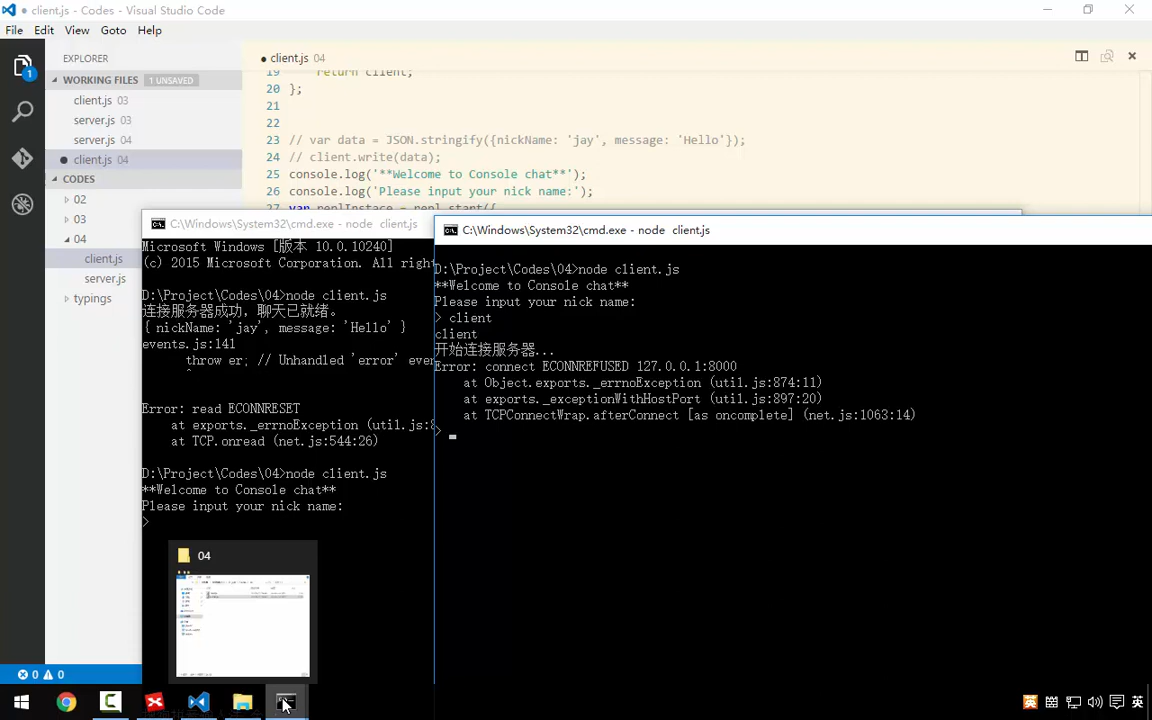 client.js - Codes - Visual Studio Code
File Edit View Goto Help
EXPLORER
WORKING FILES 1 UNSAVED
client.js 03
server.js 03
server.js 04
client.js 04
CODES
02
03
04
client.js
server.js
typings
1
client.js 04
19 return client;
20 };
21
22
23 // var data = JSON.stringify({nickName: 'jay', message: 'Hello'});
24 // client.write(data);
25 console.log('**Welcome to Console chat**');
26 console.log('Please input your nick name:');
27 var replInstace = repl.start({
C:\Windows\System32\cmd.exe - node client.js
Microsoft Windows [版本 10.0.10240]
(c) 2015 Microsoft Corporation. All right
D:\Project\Codes\04>node client.js
连接服务器成功，聊天已就绪。
{ nickName: 'jay', message: 'Hello' }
events.js:141
throw er; // Unhandled 'error' even
^
Error: read ECONNRESET
at exports._errnoException (util.js:8
at TCP.onread (net.js:544:26)
D:\Project\Codes\04>node client.js
**Welcome to Console chat**
Please input your nick name:
>
C:\Windows\System32\cmd.exe - node client.js
D:\Project\Codes\04>node client.js
**Welcome to Console chat**
Please input your nick name:
> client
client
开始连接服务器...
Error: connect ECONNREFUSED 127.0.0.1:8000
at Object.exports._errnoException (util.js:874:11)
at exports._exceptionWithHostPort (util.js:897:20)
at TCPConnectWrap.afterConnect [as oncomplete] (net.js:1063:14)
>
04
0 0
英 英